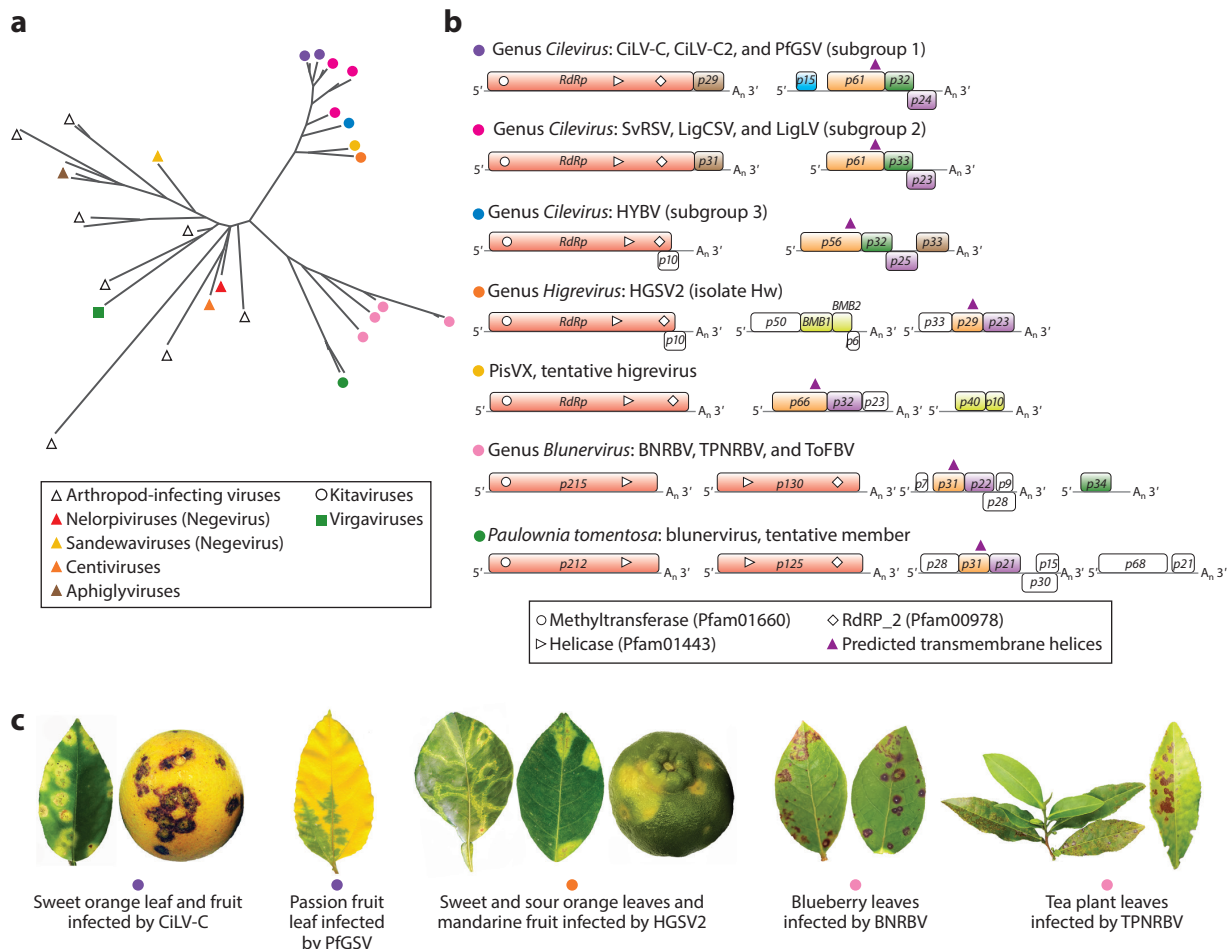 a
Arthropod-infecting viruses
Nelorpiviruses (Negevirus)
Sandewaviruses (Negevirus)
Centiviruses
Aphiglyviruses
Kitaviruses
Virgaviruses
b
Genus Cilevirus: CiLV-C, CiLV-C2, and PfGSV (subgroup 1)
5′ RdRp p29 An 3′ 5′ p15 p61 p32 p24 An 3′
Genus Cilevirus: SvRSV, LigCSV, and LigLV (subgroup 2)
5′ RdRp p31 An 3′ 5′ p61 p33 p23 An 3′
Genus Cilevirus: HYBV (subgroup 3)
5′ RdRp p10 An 3′ 5′ p56 p32 p25 p33 An 3′
Genus Higrevirus: HGSV2 (isolate Hw)
5′ RdRp p10 An 3′ 5′ p50 BMB1 BMB2 p6 An 3′ 5′ p33 p29 p23 An 3′
PisVX, tentative higrevirus
5′ RdRp An 3′ 5′ p66 p32 p23 An 3′ 5′ p40 p10 An 3′
Genus Blunervirus: BNRBV, TPNRBV, and ToFBV
5′ p215 An 3′ 5′ p130 An 3′ 5′ p7 p31 p22 p9 p28 An 3′ 5′ p34 An 3′
Paulownia tomentosa: blunervirus, tentative member
5′ p212 An 3′ 5′ p125 An 3′ 5′ p28 p31 p21 p15 p30 An 3′ 5′ p68 p21 An 3′
Methyltransferase (Pfam01660)
RdRP_2 (Pfam00978)
Helicase (Pfam01443)
Predicted transmembrane helices
c
Sweet orange leaf and fruit
infected by CiLV-C
Passion fruit
leaf infected
by PfGSV
Sweet and sour orange leaves and
mandarine fruit infected by HGSV2
Blueberry leaves
infected by BNRBV
Tea plant leaves
infected by TPNRBV